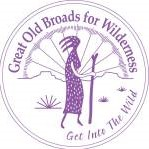 Great Old Broads for Wilderness
Get Into The Wild